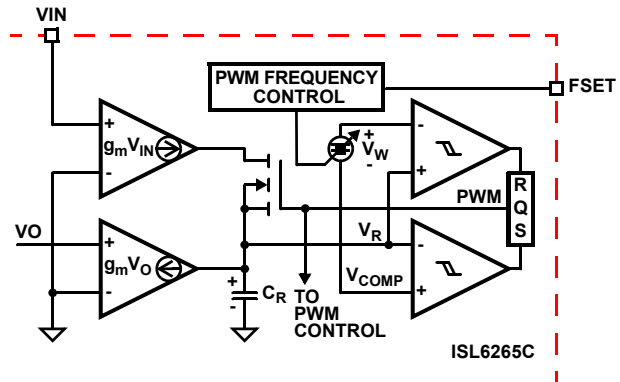 VIN
PWM FREQUENCY
CONTROL
FSET
+
gmVIN
-
+
VW
-
-
+
PWM
R
Q
S
VO
+
gmVO
-
VR
-
VCOMP
+
+
CR
-
TO
PWM
CONTROL
ISL6265C